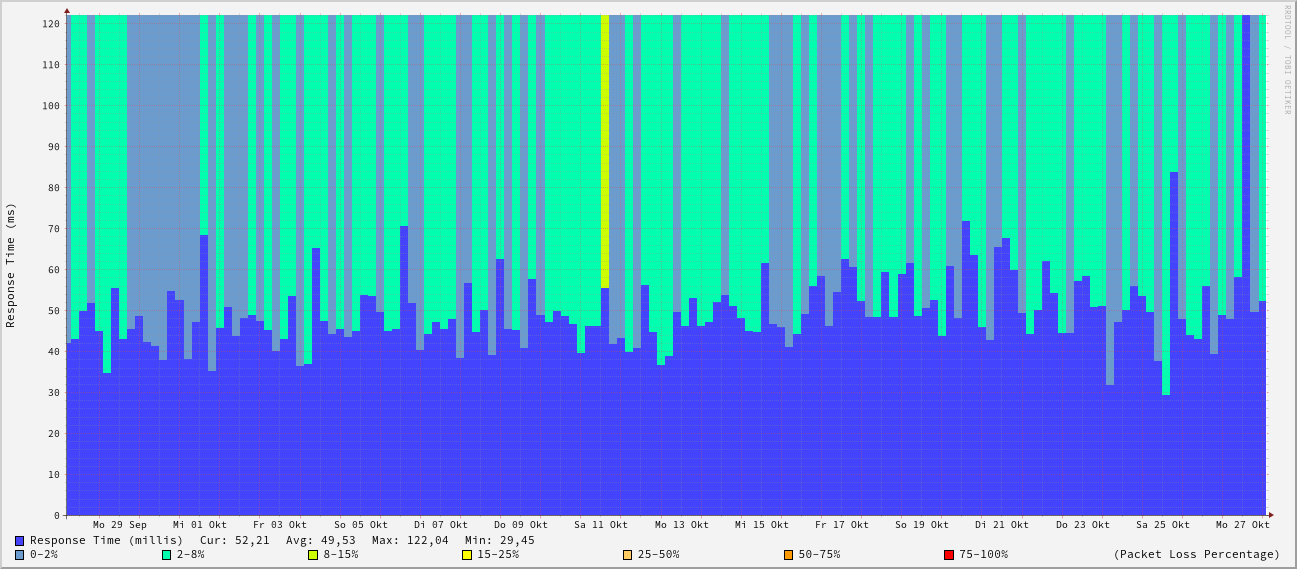 RRDTOOL / TOBI OETIKER
Response Time (ms)
120
110
100
90
80
70
60
50
40
30
20
10
0
Mo 29 Sep Mi 01 Okt Fr 03 Okt So 05 Okt Di 07 Okt Do 09 Okt Sa 11 Okt Mo 13 Okt Mi 15 Okt Fr 17 Okt So 19 Okt Di 21 Okt Do 23 Okt Sa 25 Okt Mo 27 Okt
Response Time (millis) Cur: 52,21 Avg: 49,53 Max: 122,04 Min: 29,45
0-2% 2-8% 8-15% 15-25% 25-50% 50-75% 75-100% (Packet Loss Percentage)